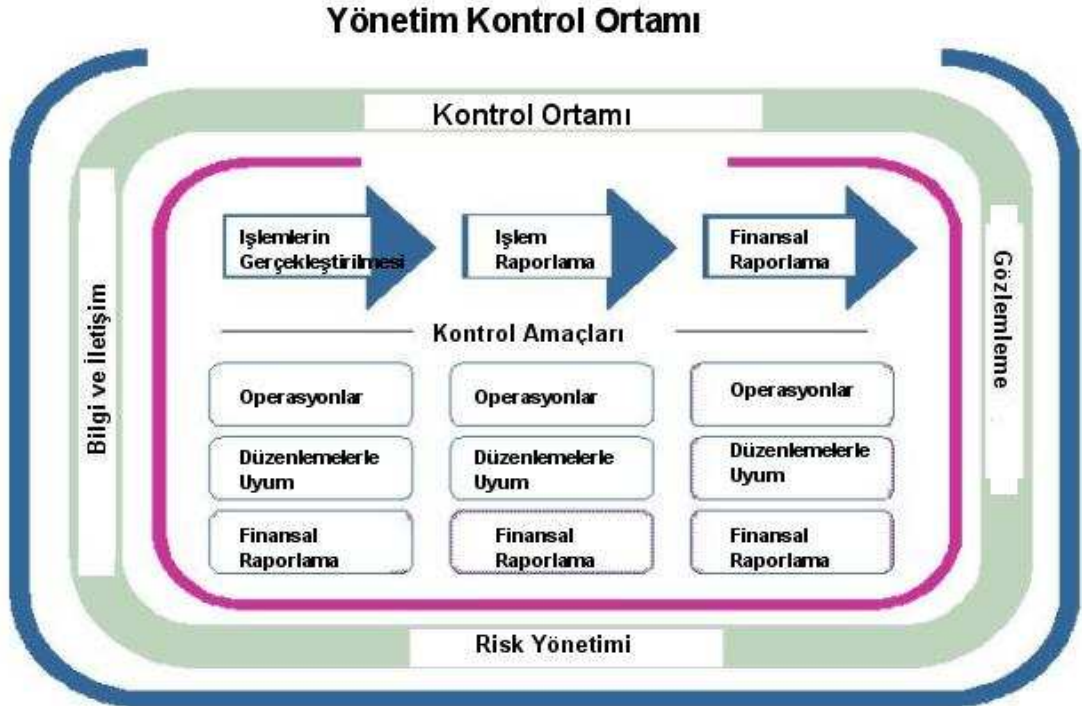 Yönetim Kontrol Ortamı
Kontrol Ortamı
Bilgi ve İletişim
Gözlemleme
Işlemlerin
Gerçekleştirilmesi
Işlem
Raporlama
Finansal
Raporlama
Kontrol Amaçları
Operasyonlar
Operasyonlar
Operasyonlar
Düzenlemelerle
Uyum
Düzenlemelerle
Uyum
Düzenlemelerle
Uyum
Finansal
Raporlama
Finansal
Raporlama
Finansal
Raporlama
Risk Yönetimi